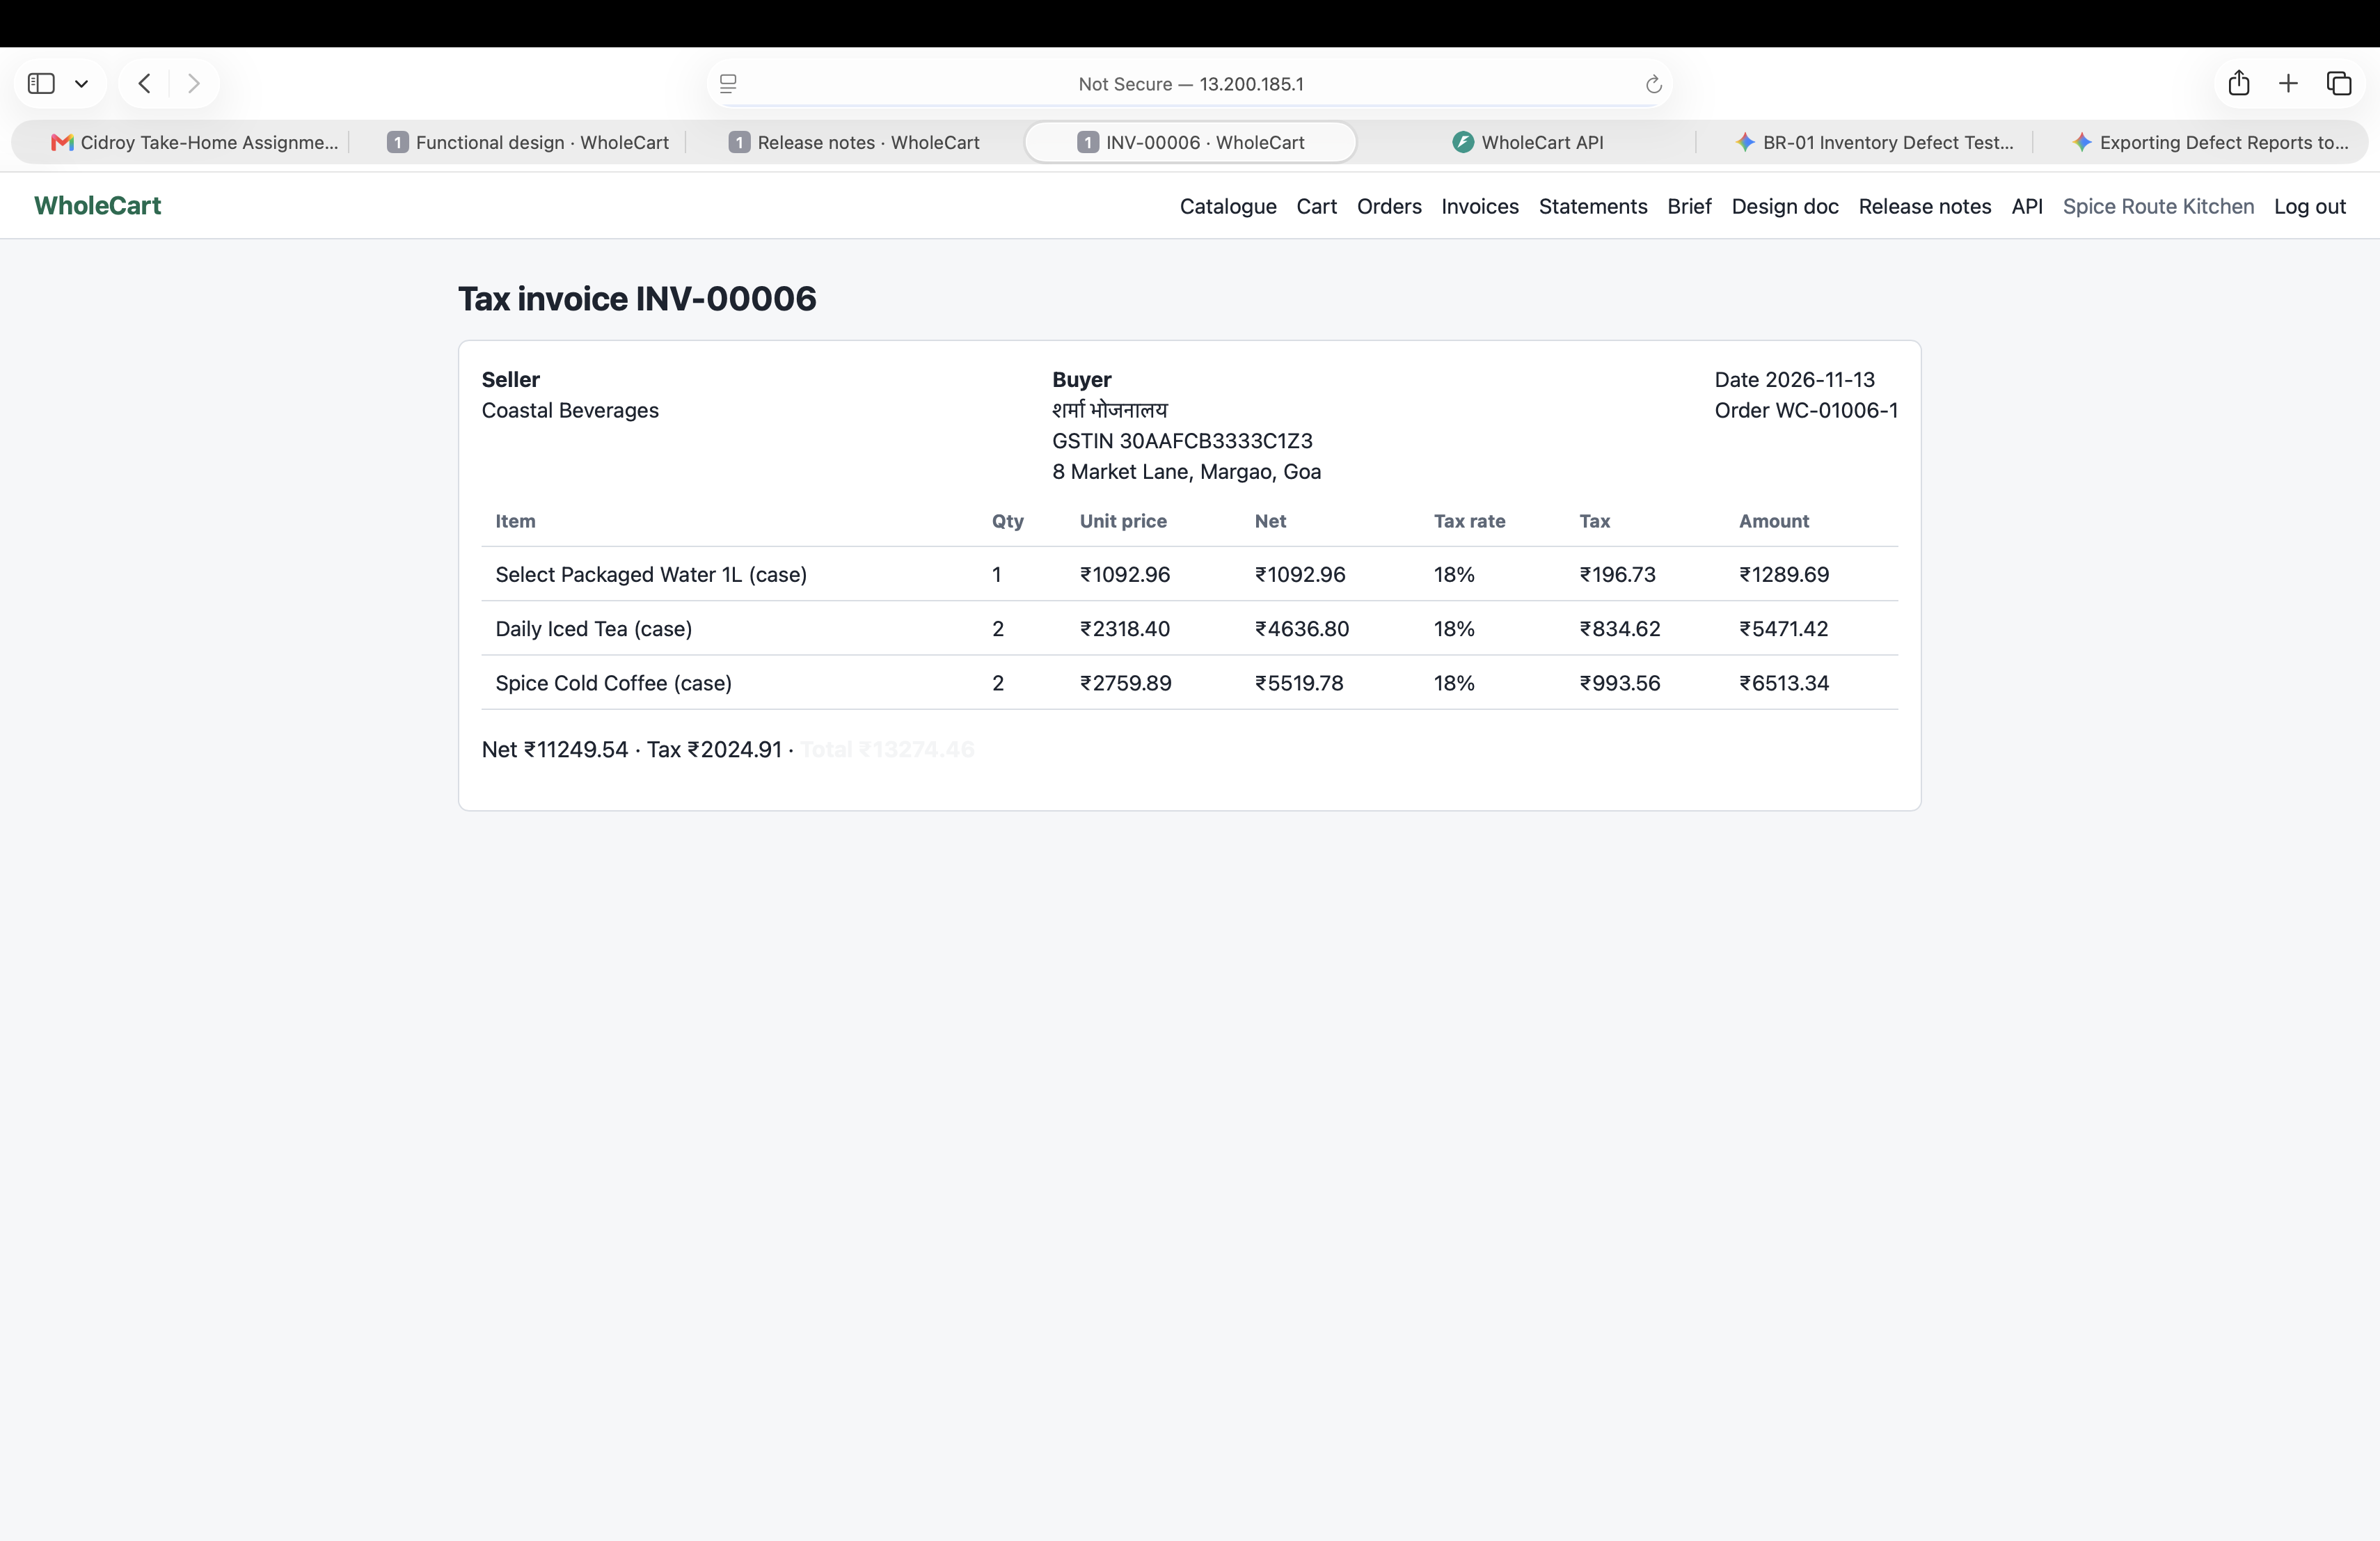 Not Secure — 13.200.185.1
Cidroy Take-Home Assignme...
1 Functional design · WholeCart
1 Release notes · WholeCart
1 INV-00006 · WholeCart
WholeCart API
BR-01 Inventory Defect Test...
Exporting Defect Reports to...
WholeCart
Catalogue Cart Orders Invoices Statements Brief Design doc Release notes API Spice Route Kitchen Log out
Tax invoice INV-00006
Seller
Coastal Beverages
Buyer
शर्मा भोजनालय
GSTIN 30AAFCB3333C1Z3
8 Market Lane, Margao, Goa
Date 2026-11-13
Order WC-01006-1
Item Qty Unit price Net Tax rate Tax Amount
Select Packaged Water 1L (case) 1 ₹1092.96 ₹1092.96 18% ₹196.73 ₹1289.69
Daily Iced Tea (case) 2 ₹2318.40 ₹4636.80 18% ₹834.62 ₹5471.42
Spice Cold Coffee (case) 2 ₹2759.89 ₹5519.78 18% ₹993.56 ₹6513.34
Net ₹11249.54 · Tax ₹2024.91 · Total ₹13274.46